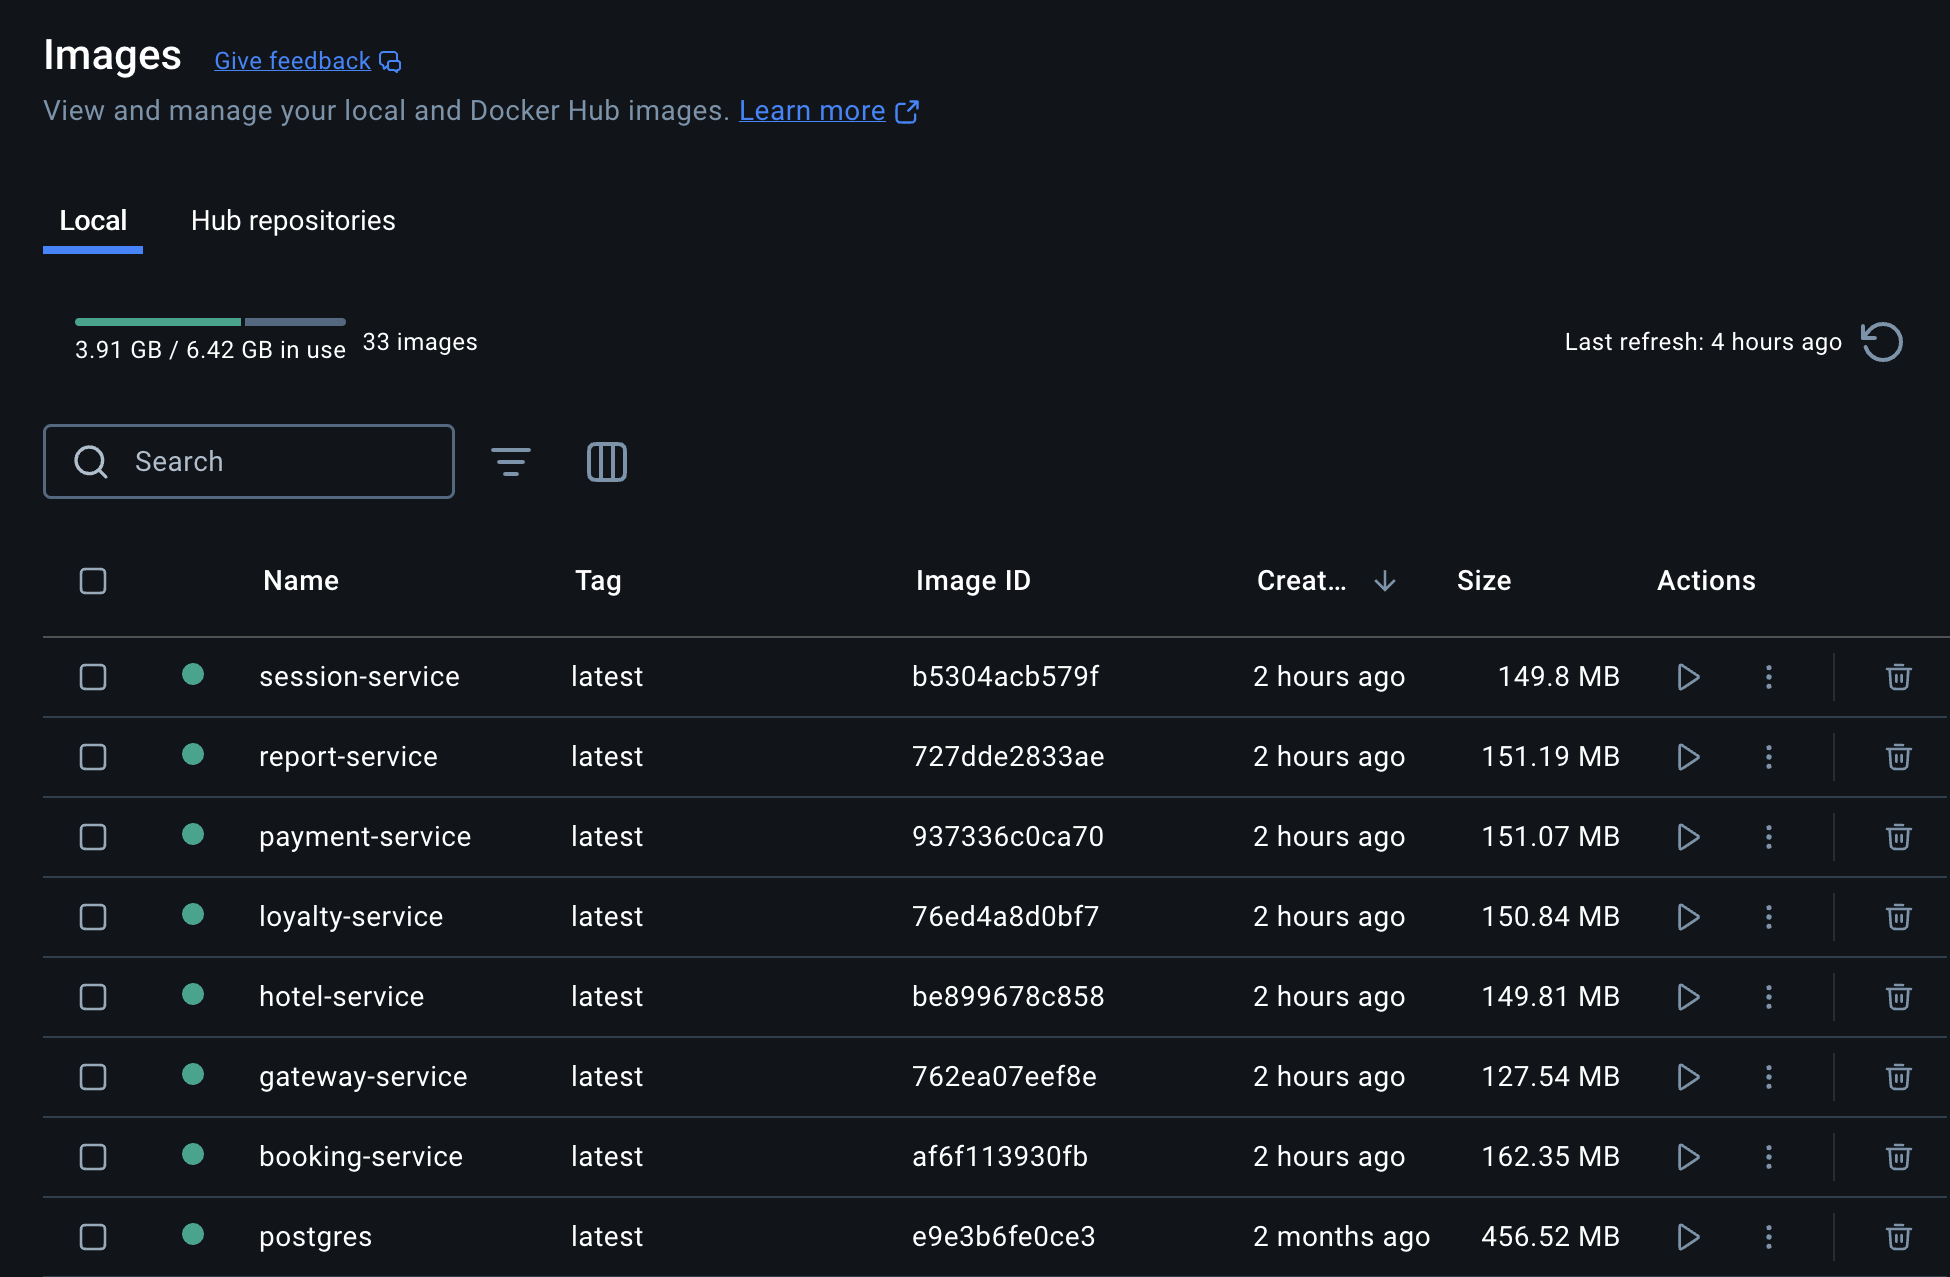 Images Give feedback
View and manage your local and Docker Hub images. Learn more
Local Hub repositories
3.91 GB / 6.42 GB in use 33 images Last refresh: 4 hours ago
Search
Name Tag Image ID Creat... Size Actions
session-service latest b5304acb579f 2 hours ago 149.8 MB
report-service latest 727dde2833ae 2 hours ago 151.19 MB
payment-service latest 937336c0ca70 2 hours ago 151.07 MB
loyalty-service latest 76ed4a8d0bf7 2 hours ago 150.84 MB
hotel-service latest be899678c858 2 hours ago 149.81 MB
gateway-service latest 762ea07eef8e 2 hours ago 127.54 MB
booking-service latest af6f113930fb 2 hours ago 162.35 MB
postgres latest e9e3b6fe0ce3 2 months ago 456.52 MB